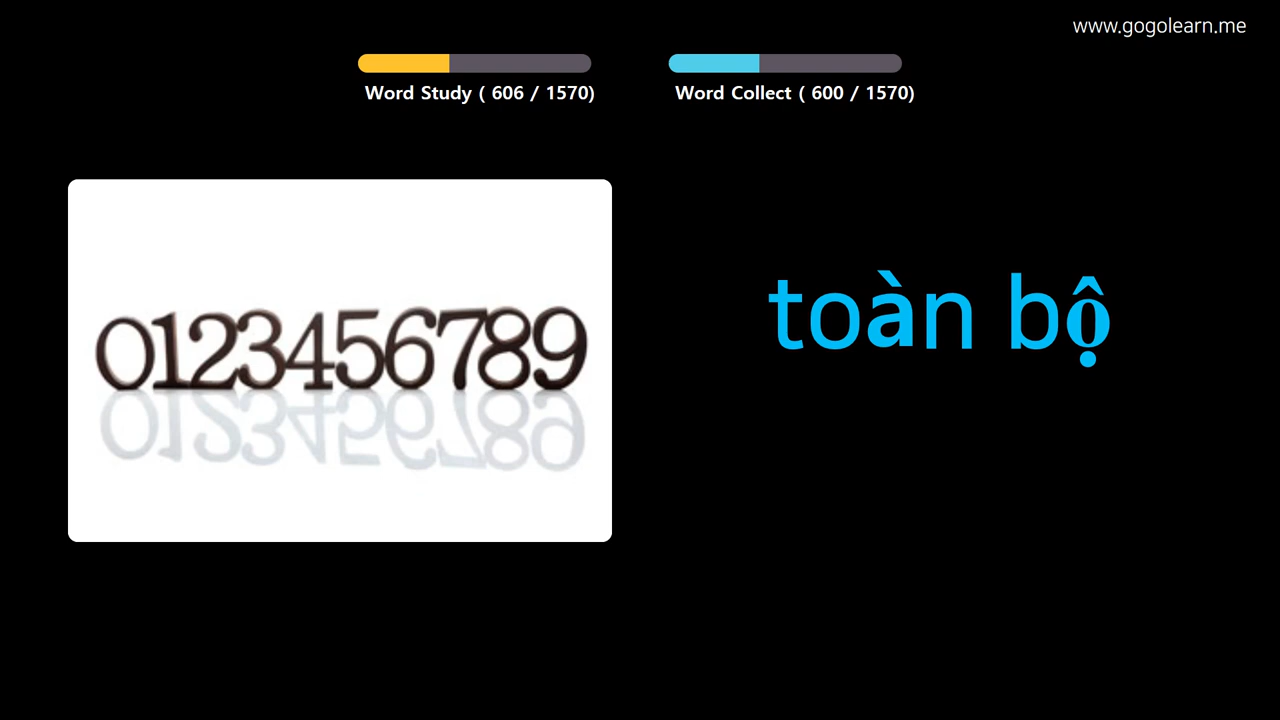 www.gogolearn.me
Word Study ( 606 / 1570)
Word Collect ( 600 / 1570)
0123456789
toàn bộ